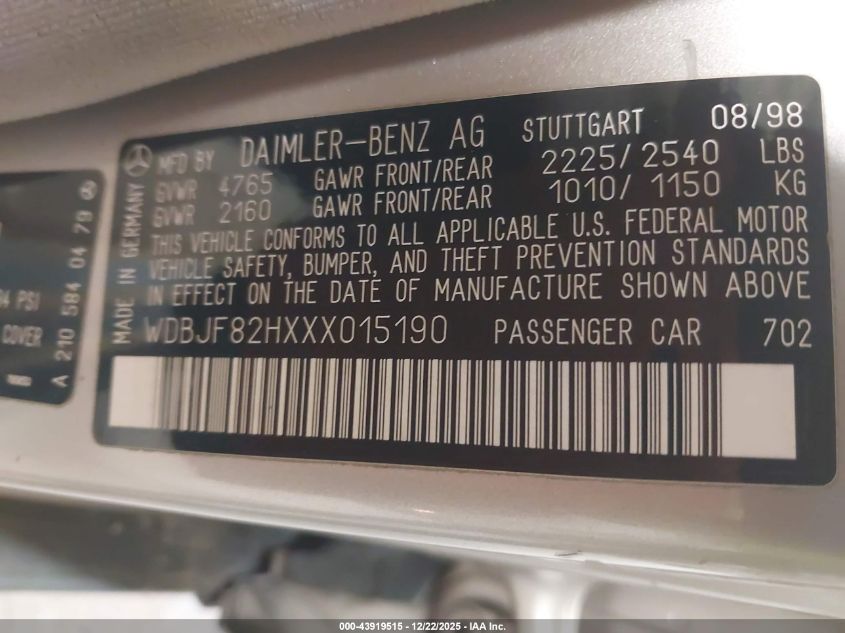 MFD BY DAIMLER-BENZ AG STUTTGART 08/98
GVWR 4765 GAWR FRONT/REAR 2225/2540 LBS
GVWR 2160 GAWR FRONT/REAR 1010/1150 KG
THIS VEHICLE CONFORMS TO ALL APPLICABLE U.S. FEDERAL MOTOR
VEHICLE SAFETY, BUMPER, AND THEFT PREVENTION STANDARDS
IN EFFECT ON THE DATE OF MANUFACTURE SHOWN ABOVE
WDBJF82HXXX015190 PASSENGER CAR 702
MADE IN GERMANY
PSI
COVER
A 210 584 04 79
000-43919515 - 12/22/2025 - IAA Inc.